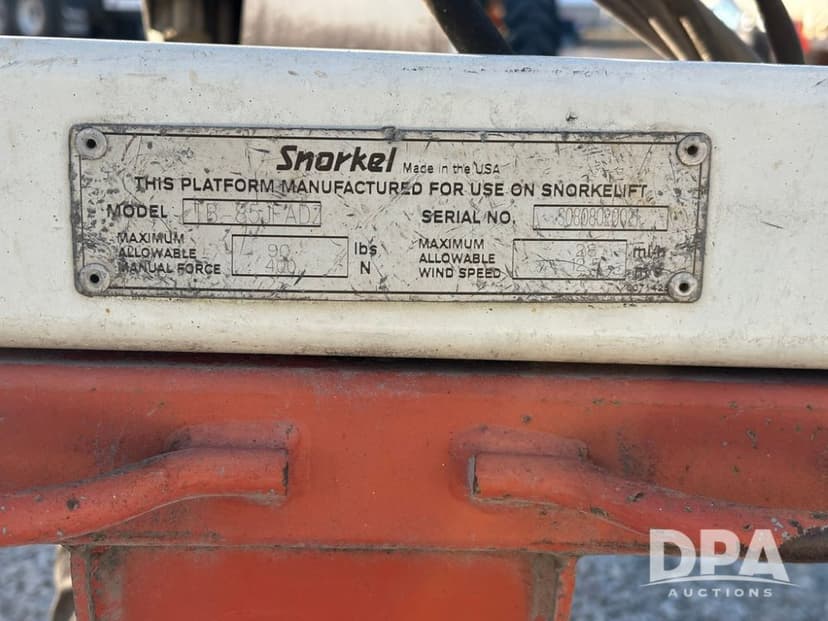 Snorkel Made in the USA
THIS PLATFORM MANUFACTURED FOR USE ON SNORKELIFT
MODEL SERIAL NO.
MAXIMUM ALLOWABLE MANUAL FORCE 90 lbs 400 N
MAXIMUM ALLOWABLE WIND SPEED
DPA
AUCTIONS